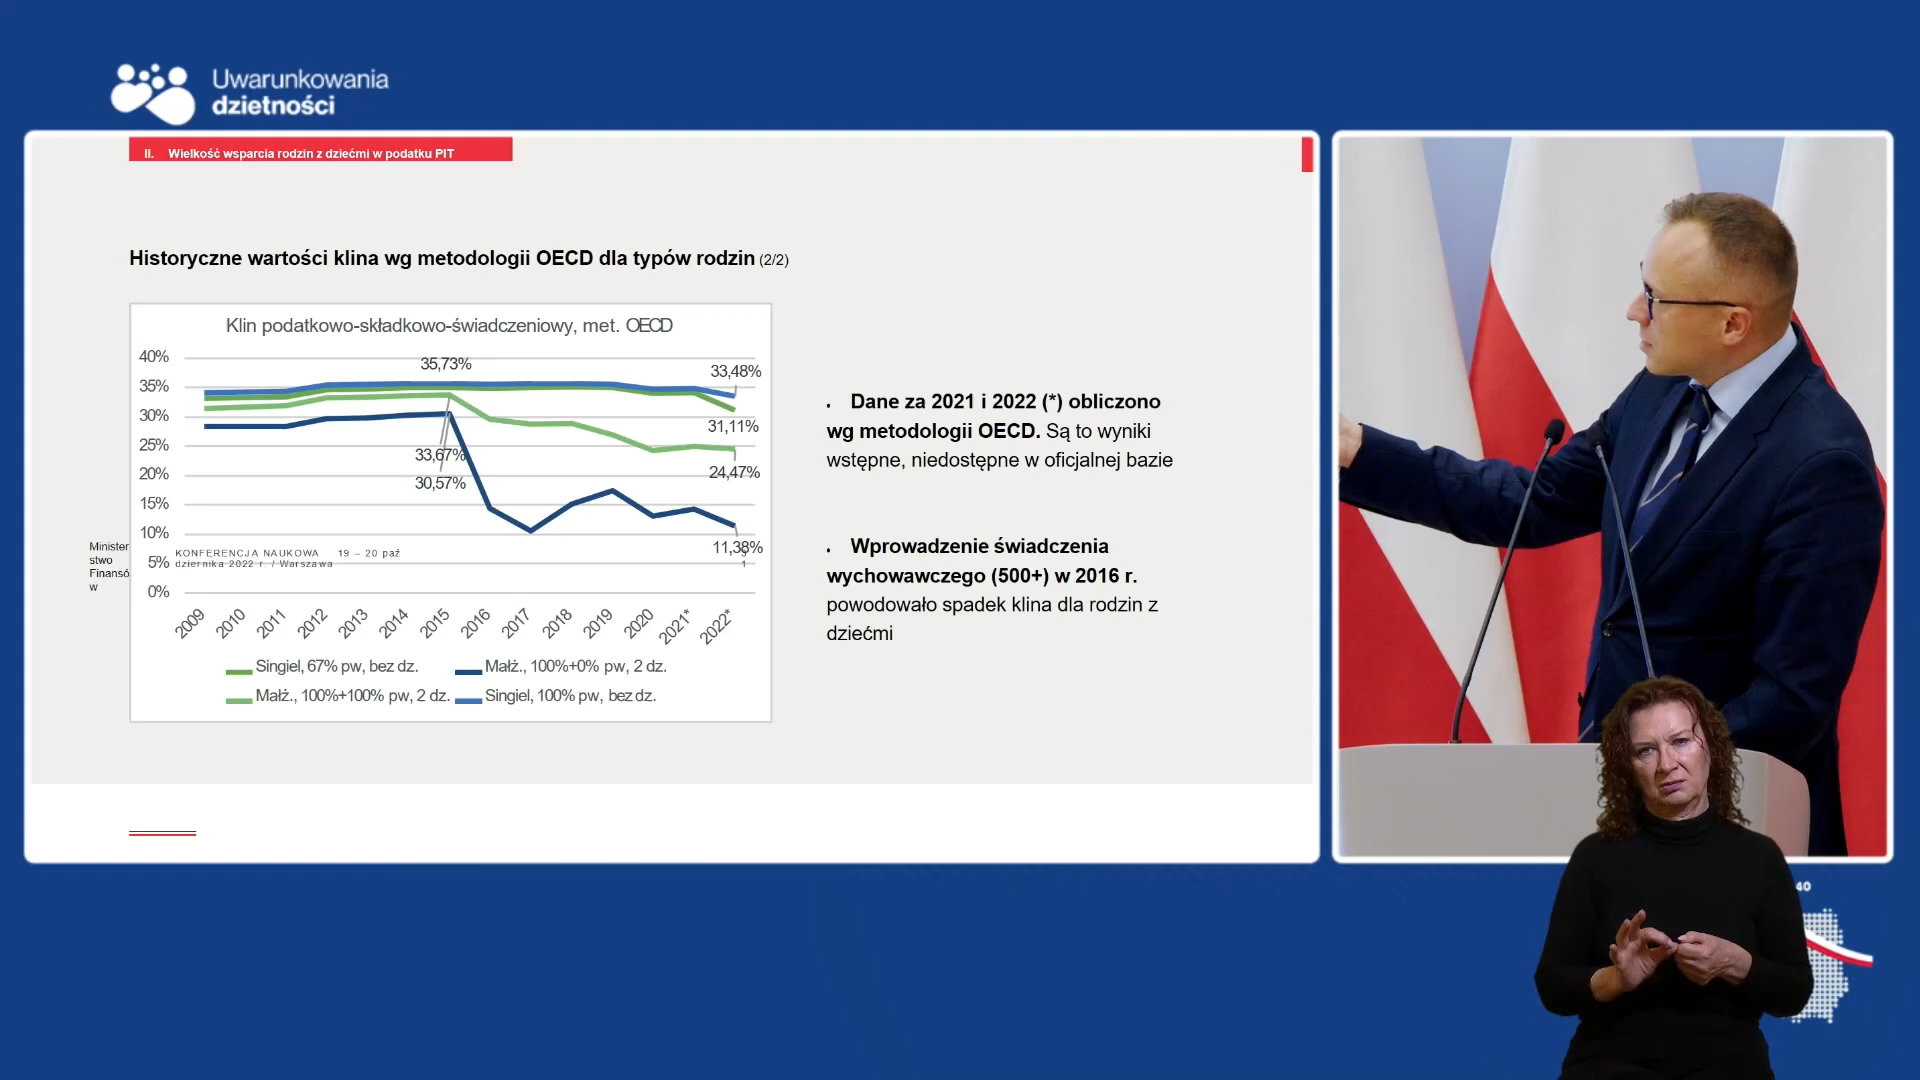 Uwarunkowania
dzietności
II. Wielkość wsparcia rodzin z dziećmi w podatku PIT
Historyczne wartości klina wg metodologii OECD dla typów rodzin (2/2)
Klin podatkowo-składkowo-świadczeniowy, met. OECD
40%
35%
30%
25%
20%
15%
10%
5%
0%
35,73%
33,48%
31,11%
33,67%
24,47%
30,57%
11,38%
2009
2010
2011
2012
2013
2014
2015
2016
2017
2018
2019
2020
2021*
2022*
Singiel, 67% pw, bez dz.
Małż., 100%+0% pw, 2 dz.
Małż., 100%+100% pw, 2 dz.
Singiel, 100% pw, bez dz.
Minister
stwo
Finansó
w
KONFERENCJA NAUKOWA 19 – 20 paź
dziernika 2022 r. / Warszawa
• Dane za 2021 i 2022 (*) obliczono
wg metodologii OECD. Są to wyniki
wstępne, niedostępne w oficjalnej bazie
• Wprowadzenie świadczenia
wychowawczego (500+) w 2016 r.
powodowało spadek klina dla rodzin z
dziećmi
40